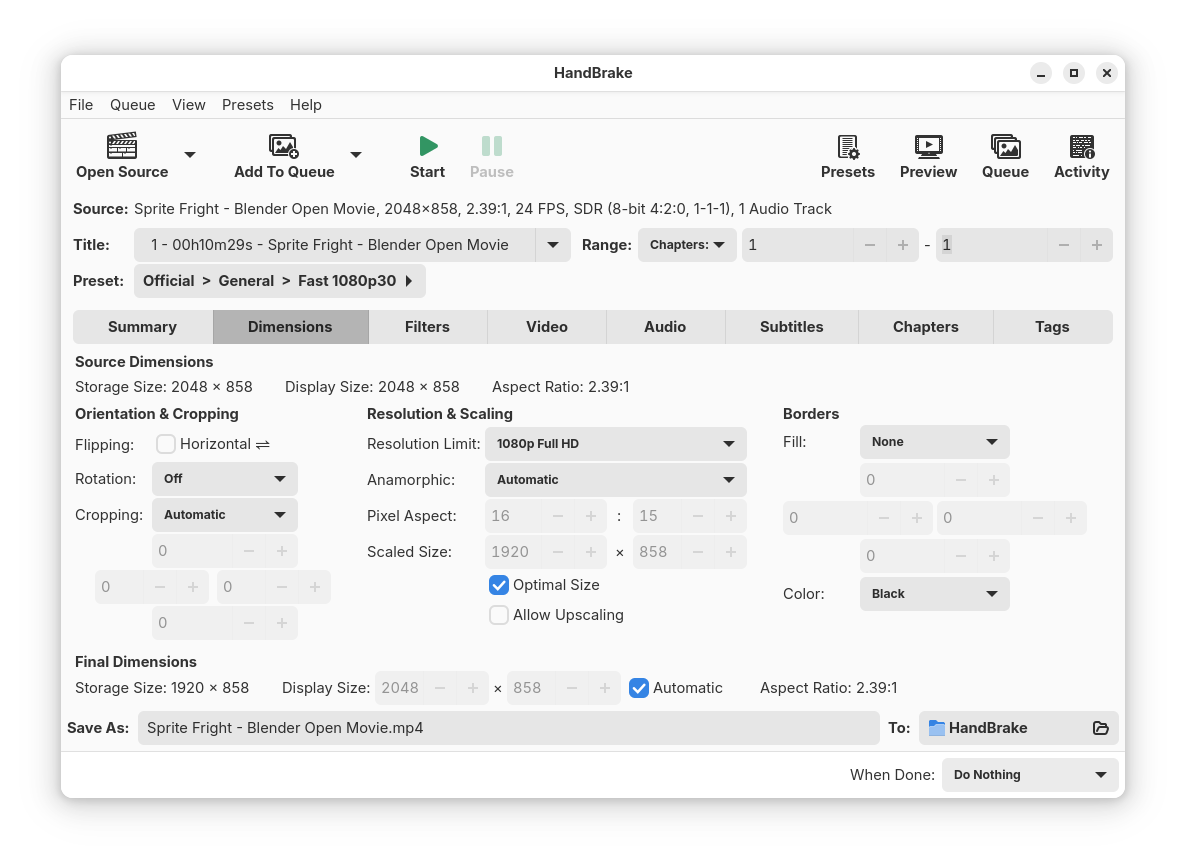 HandBrake
File Queue View Presets Help
Open Source Add To Queue Start Pause Presets Preview Queue Activity
Source: Sprite Fright - Blender Open Movie, 2048×858, 2.39:1, 24 FPS, SDR (8-bit 4:2:0, 1-1-1), 1 Audio Track
Title: 1 - 00h10m29s - Sprite Fright - Blender Open Movie Range: Chapters: 1 - 1
Preset: Official > General > Fast 1080p30
Summary Dimensions Filters Video Audio Subtitles Chapters Tags
Source Dimensions
Storage Size: 2048 × 858 Display Size: 2048 × 858 Aspect Ratio: 2.39:1
Orientation & Cropping
Flipping: Horizontal ⇌
Rotation: Off
Cropping: Automatic
0
0 0
0
Resolution & Scaling
Resolution Limit: 1080p Full HD
Anamorphic: Automatic
Pixel Aspect: 16 : 15
Scaled Size: 1920 × 858
Optimal Size
Allow Upscaling
Borders
Fill: None
0
0 0
0
Color: Black
Final Dimensions
Storage Size: 1920 × 858 Display Size: 2048 × 858 Automatic Aspect Ratio: 2.39:1
Save As: Sprite Fright - Blender Open Movie.mp4 To: HandBrake
When Done: Do Nothing